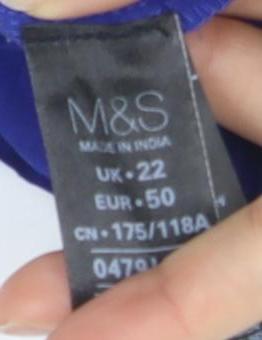 M&S
MADE IN INDIA
UK • 22
EUR • 50
CN • 175/118A